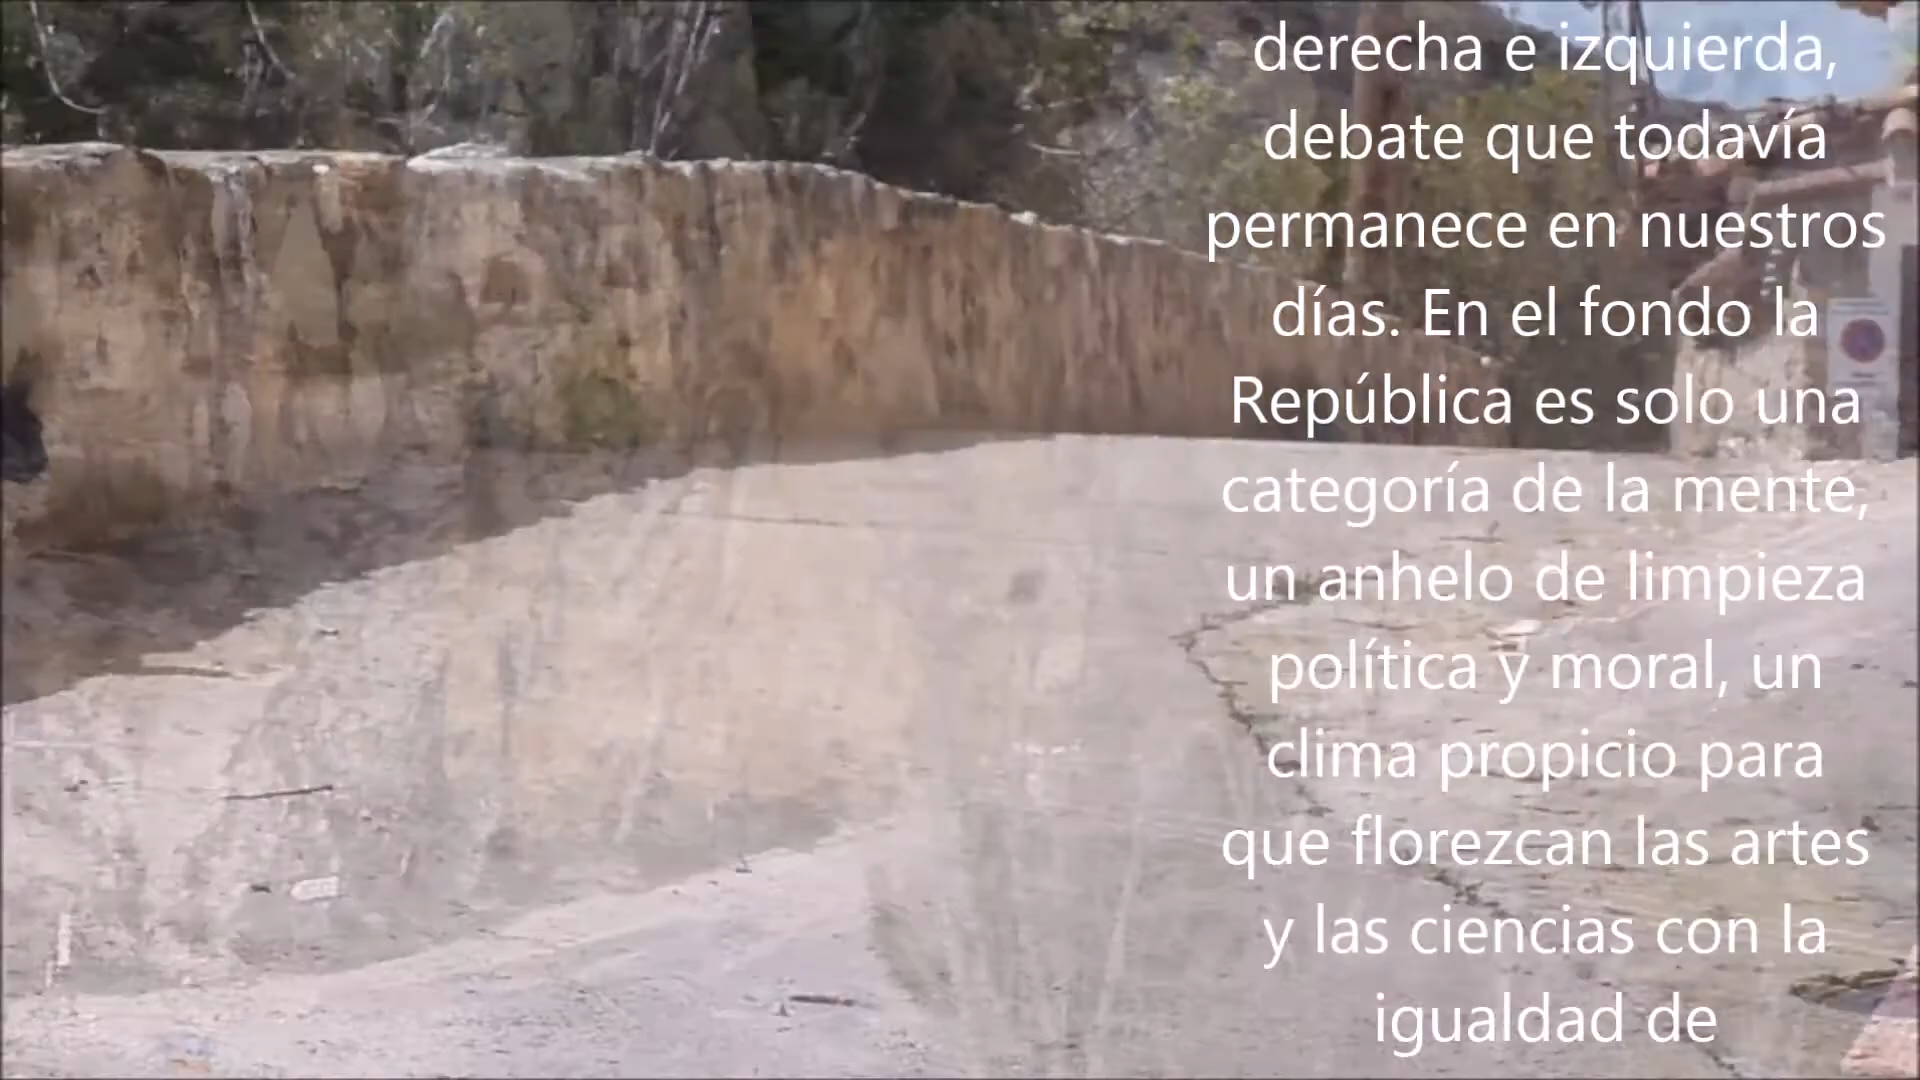 derecha e izquierda,
debate que todavía
permanece en nuestros
días. En el fondo la
República es solo una
categoría de la mente,
un anhelo de limpieza
política y moral, un
clima propicio para
que florezcan las artes
y las ciencias con la
igualdad de